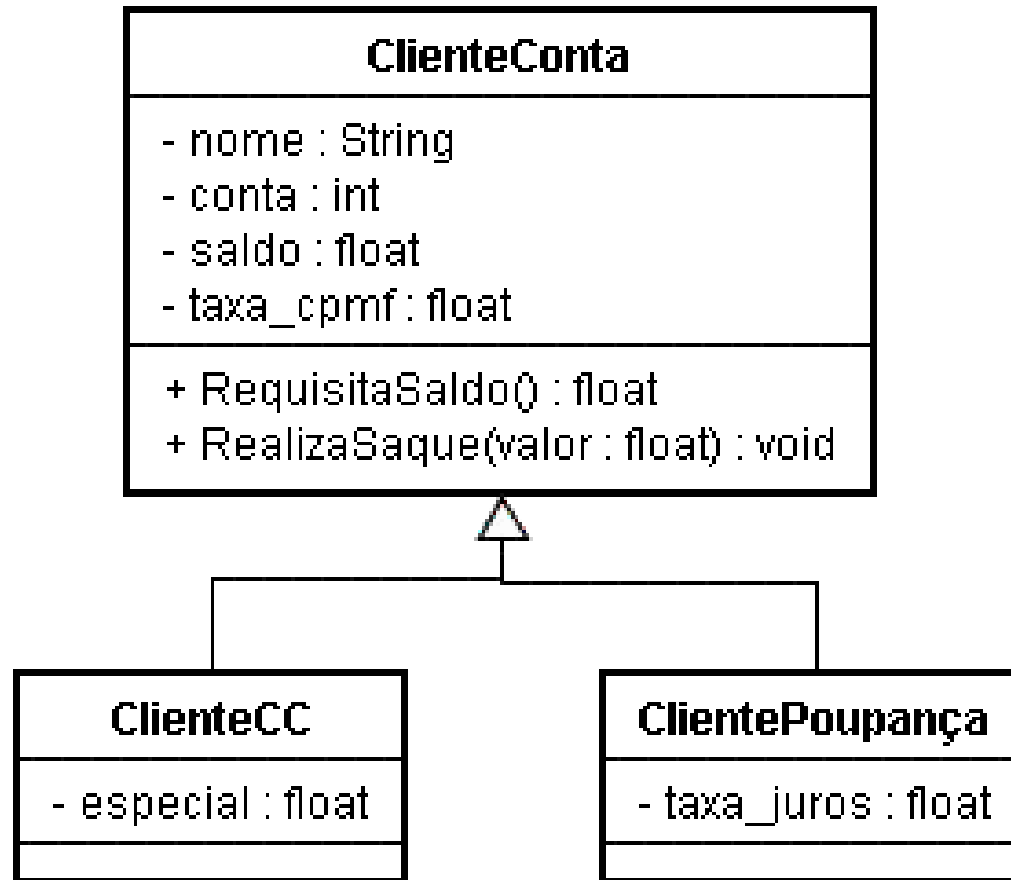 ClienteConta
- nome : String
- conta : int
- saldo : float
- taxa_cpmf : float
+ RequisitaSaldo() : float
+ RealizaSaque(valor : float) : void
ClienteCC
- especial : float
ClientePoupança
- taxa_juros : float